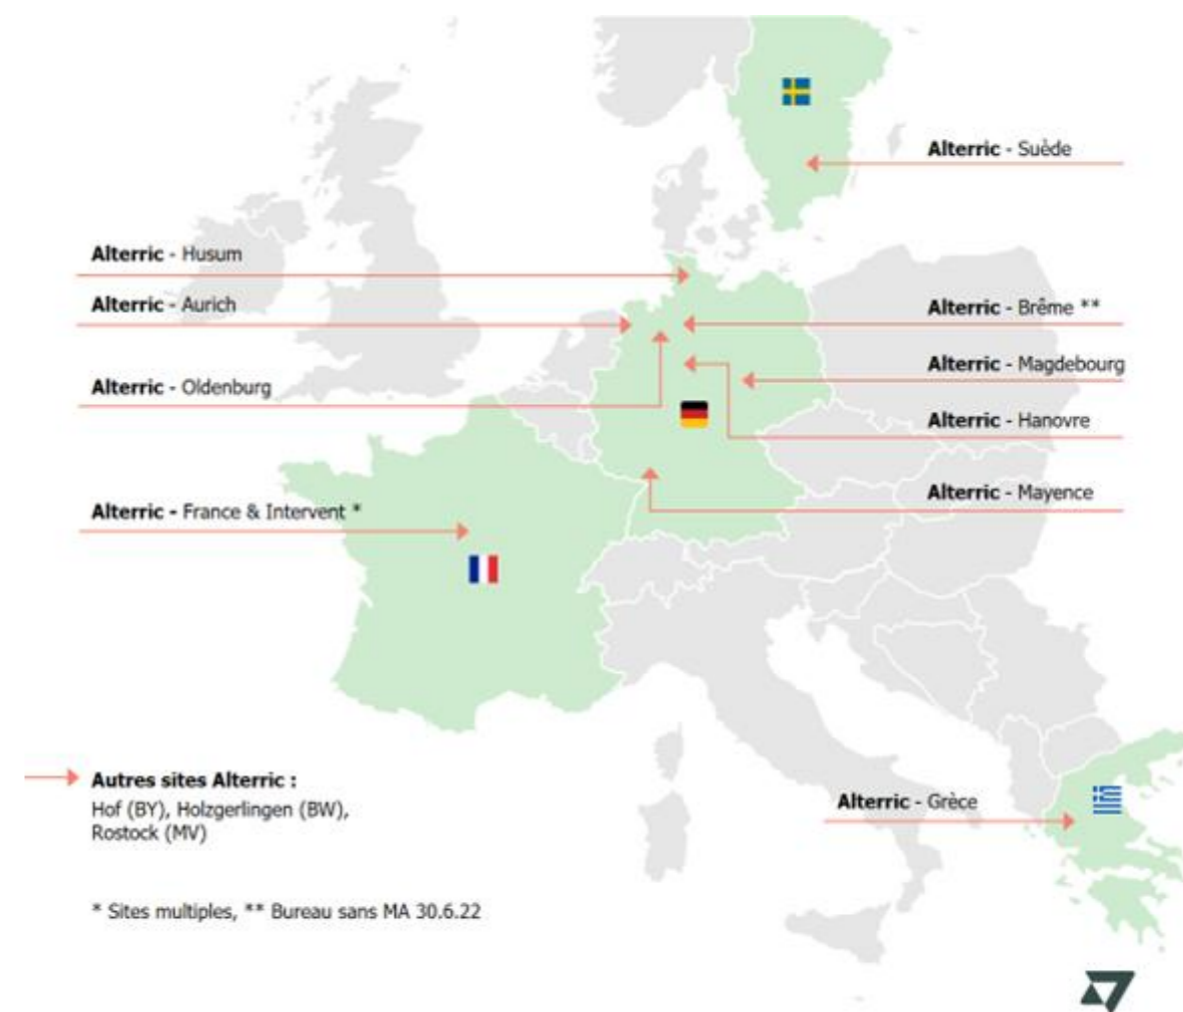 Alterric - Suède
Alterric - Husum
Alterric - Aurich
Alterric - Brême **
Alterric - Magdebourg
Alterric - Oldenburg
Alterric - Hanovre
Alterric - Mayence
Alterric - France & Intervent *
Autres sites Alterric :
Hof (BY), Holzgerlingen (BW),
Rostock (MV)
Alterric - Grèce
* Sites multiples, ** Bureau sans MA 30.6.22